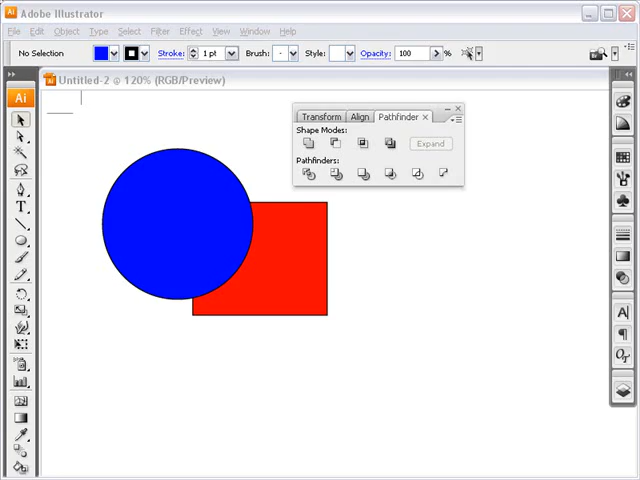 Ai Adobe Illustrator
File Edit Object Type Select Filter Effect View Window Help
No Selection Stroke: 1 pt Brush: Style: Opacity: 100 %
Untitled-2 @ 120% (RGB/Preview)
Ai
Transform Align Pathfinder
Shape Modes:
Expand
Pathfinders: